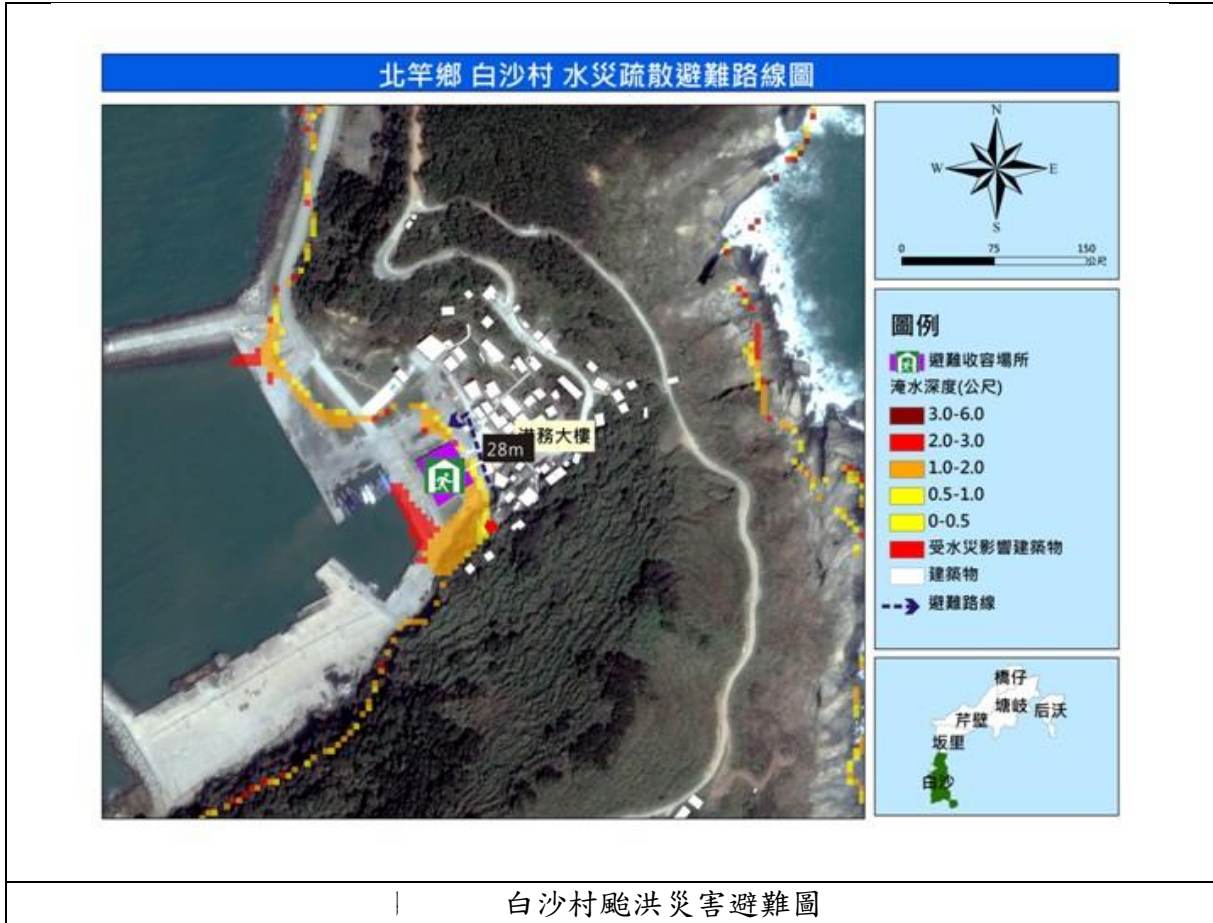 北竿鄉 白沙村 水災疏散避難路線圖
N
W E
S
0 75 150
公尺
圖例
避難收容場所
淹水深度(公尺)
3.0-6.0
2.0-3.0
1.0-2.0
0.5-1.0
0-0.5
受水災影響建築物
建築物
避難路線
港務大樓
28m
橋仔
塘岐
后沃
芹壁
坂里
白沙
白沙村颱洪災害避難圖